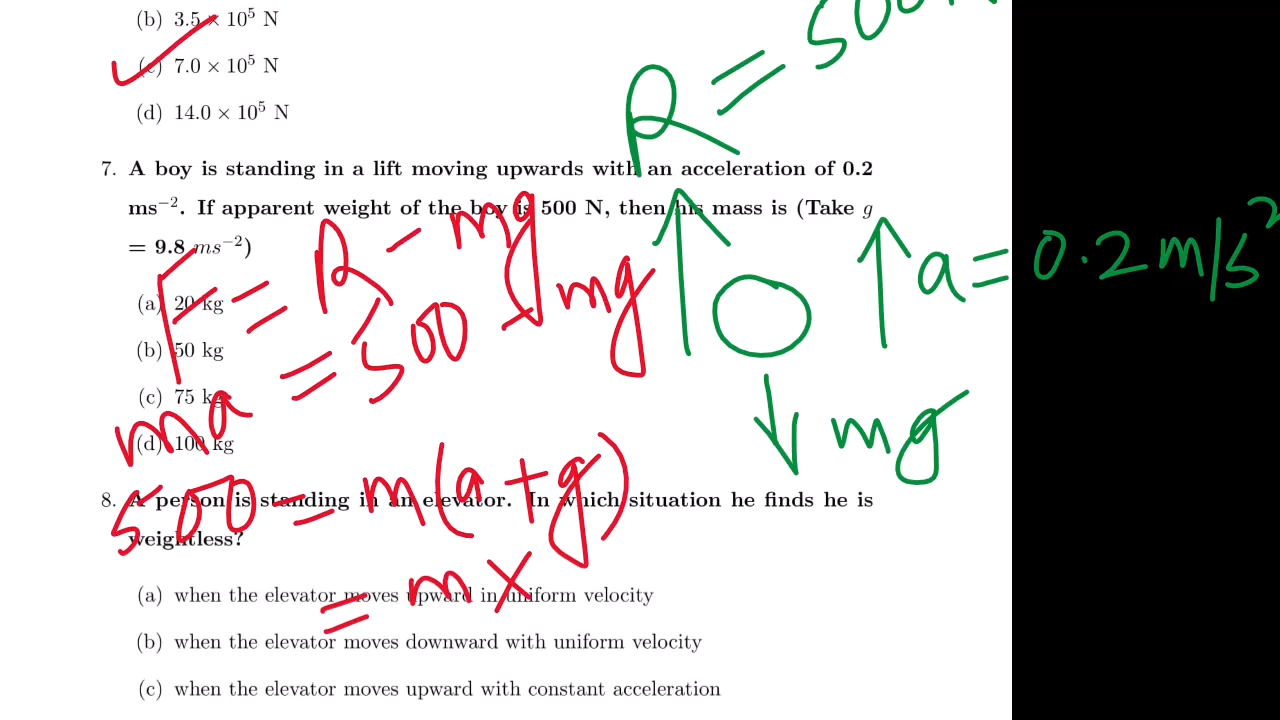 (b) 3.5 × 10⁵ N
(c) 7.0 × 10⁵ N
(d) 14.0 × 10⁵ N
R = 500
7. A boy is standing in a lift moving upwards with an acceleration of 0.2
ms⁻². If apparent weight of the boy is 500 N, then his mass is (Take g
= 9.8 ms⁻²)
(a) 20 kg
(b) 50 kg
(c) 75 kg
(d) 100 kg
F = R - mg
ma = 500 - mg
500 = m(a + g)
= m ×
a = 0.2 m/s²
mg
8. A person is standing in an elevator. In which situation he finds he is
weightless?
(a) when the elevator moves upward in uniform velocity
(b) when the elevator moves downward with uniform velocity
(c) when the elevator moves upward with constant acceleration